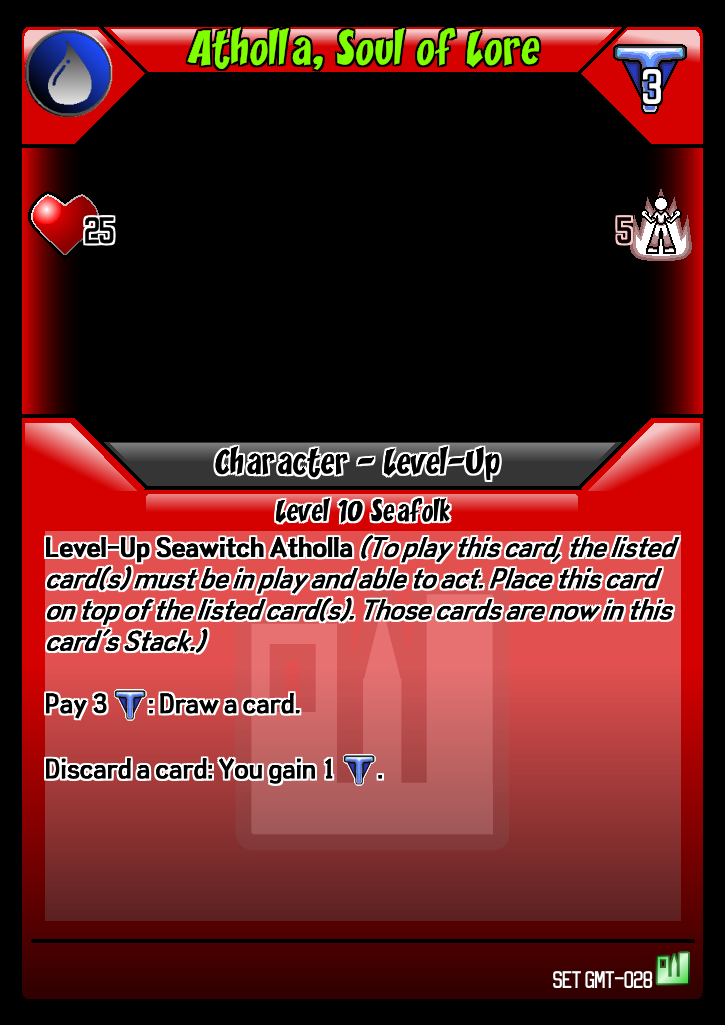 Atholla, Soul of Lore
3
25
5
Character - Level-Up
Level 10 Seafolk
Level-Up Seawitch Atholla (To play this card, the listed
card(s) must be in play and able to act. Place this card
on top of the listed card(s). Those cards are now in this
card's Stack.)
Pay 3 T: Draw a card.
Discard a card: You gain 1 T.
SET GMT-028